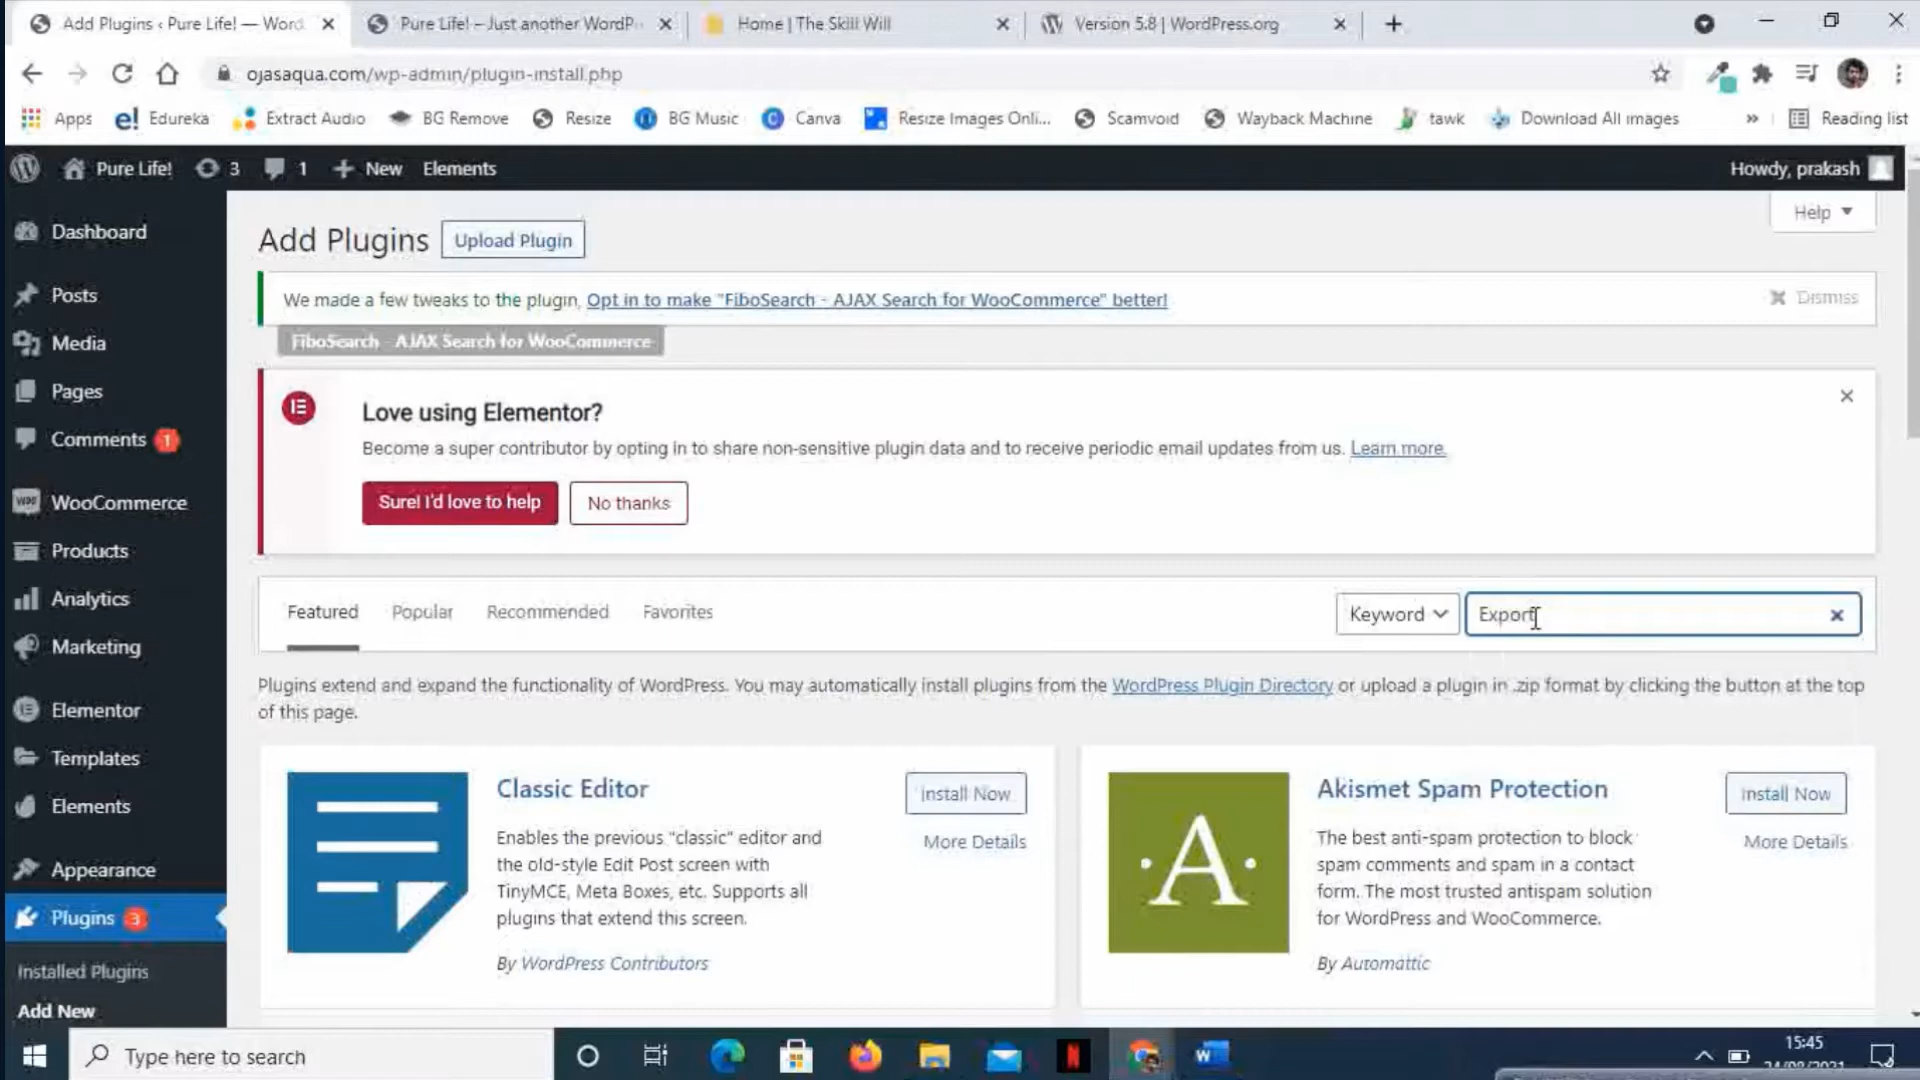 Add Plugins ‹ Pure Life! — Word
Pure Life! – Just another WordPr
Home | The Skill Will
Version 5.8 | WordPress.org
ojasaqua.com/wp-admin/plugin-install.php
Apps
Edureka
Extract Audio
BG Remove
Resize
BG Music
Canva
Resize Images Onli...
Scamvoid
Wayback Machine
tawk
Download All images
»
Reading list
Pure Life!
3
1
New
Elements
Howdy, prakash
Help
Dashboard
Posts
Media
Pages
Comments 1
WooCommerce
Products
Analytics
Marketing
Elementor
Templates
Elements
Appearance
Plugins 3
Installed Plugins
Add New
Add Plugins
Upload Plugin
We made a few tweaks to the plugin, Opt in to make "FiboSearch - AJAX Search for WooCommerce" better!
Dismiss
FiboSearch - AJAX Search for WooCommerce
Love using Elementor?
Become a super contributor by opting in to share non-sensitive plugin data and to receive periodic email updates from us. Learn more.
Sure! I'd love to help
No thanks
Featured
Popular
Recommended
Favorites
Keyword
Export
Plugins extend and expand the functionality of WordPress. You may automatically install plugins from the WordPress Plugin Directory or upload a plugin in .zip format by clicking the button at the top
of this page.
Classic Editor
Install Now
More Details
Enables the previous "classic" editor and
the old-style Edit Post screen with
TinyMCE, Meta Boxes, etc. Supports all
plugins that extend this screen.
By WordPress Contributors
A
Akismet Spam Protection
Install Now
More Details
The best anti-spam protection to block
spam comments and spam in a contact
form. The most trusted antispam solution
for WordPress and WooCommerce.
By Automattic
Type here to search
15:45
24/08/2021